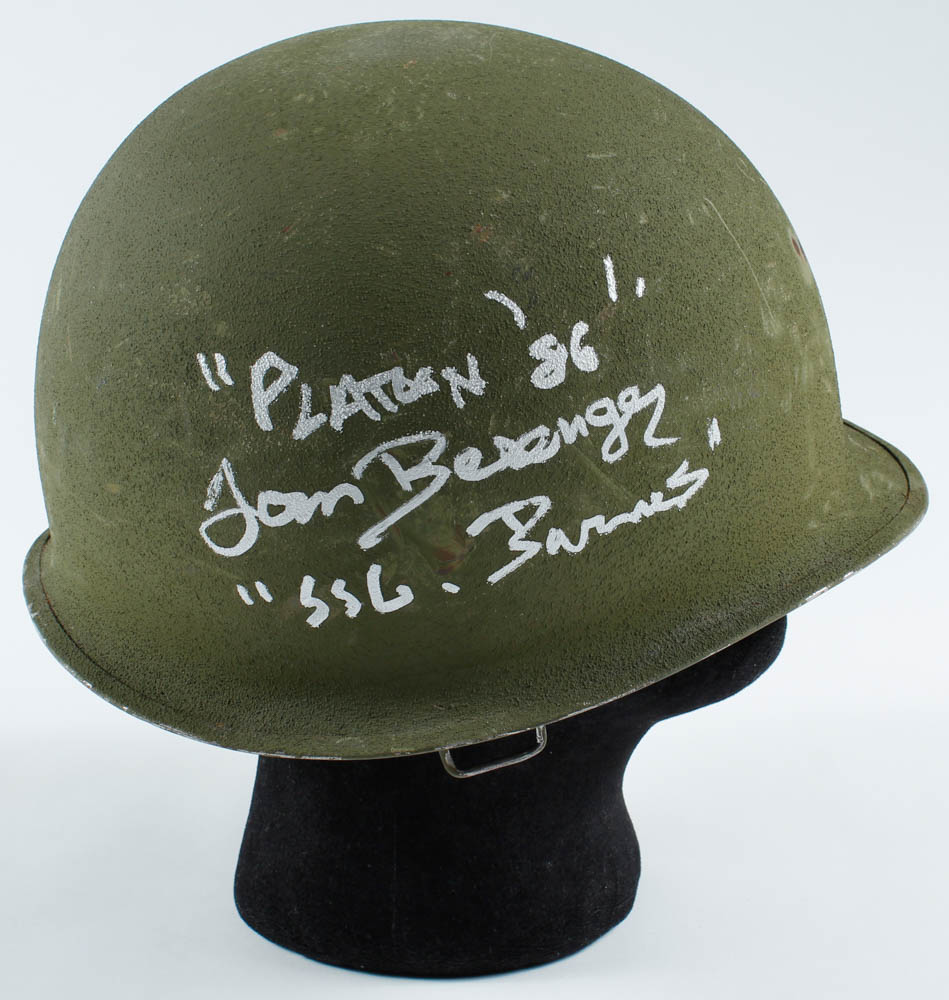 "PLATOON '86"
Tom Berenger
"SSG. Barnes"